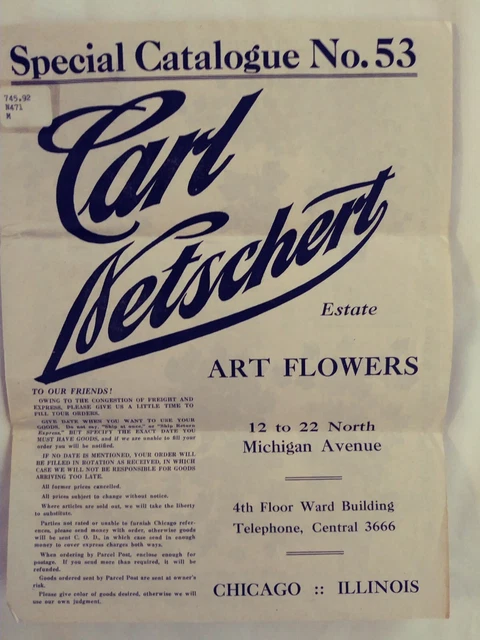 Special Catalogue No. 53
745.92
N471
M
Carl
Netschert
Estate
ART FLOWERS
TO OUR FRIENDS!
OWING TO THE CONGESTION OF FREIGHT AND
EXPRESS, PLEASE GIVE US A LITTLE TIME TO
FILL YOUR ORDERS.
GIVE DATE WHEN YOU WANT TO USE YOUR
GOODS. Do not say, "Ship at once," or "Ship Return
Express," BUT SPECIFY THE EXACT DATE YOU
MUST HAVE GOODS, and if we are unable to fill your
order you will be notified.
IF NO DATE IS MENTIONED, YOUR ORDER WILL
BE FILLED IN ROTATION AS RECEIVED, IN WHICH
CASE WE WILL NOT BE RESPONSIBLE FOR GOODS
ARRIVING TOO LATE.
All former prices cancelled.
All prices subject to change without notice.
Where articles are sold out, we will take the liberty
to substitute.
Parties not rated or unable to furnish Chicago refer-
ences, please send money with order, otherwise goods
will be sent C. O. D., in which case send in enough
money to cover express charges both ways.
When ordering by Parcel Post, enclose enough for
postage. If you send more than required, it will be
refunded.
Goods ordered sent by Parcel Post are sent at owner's
risk.
Please give color of goods desired, otherwise we will
use our own judgment.
12 to 22 North
Michigan Avenue
4th Floor Ward Building
Telephone, Central 3666
CHICAGO :: ILLINOIS